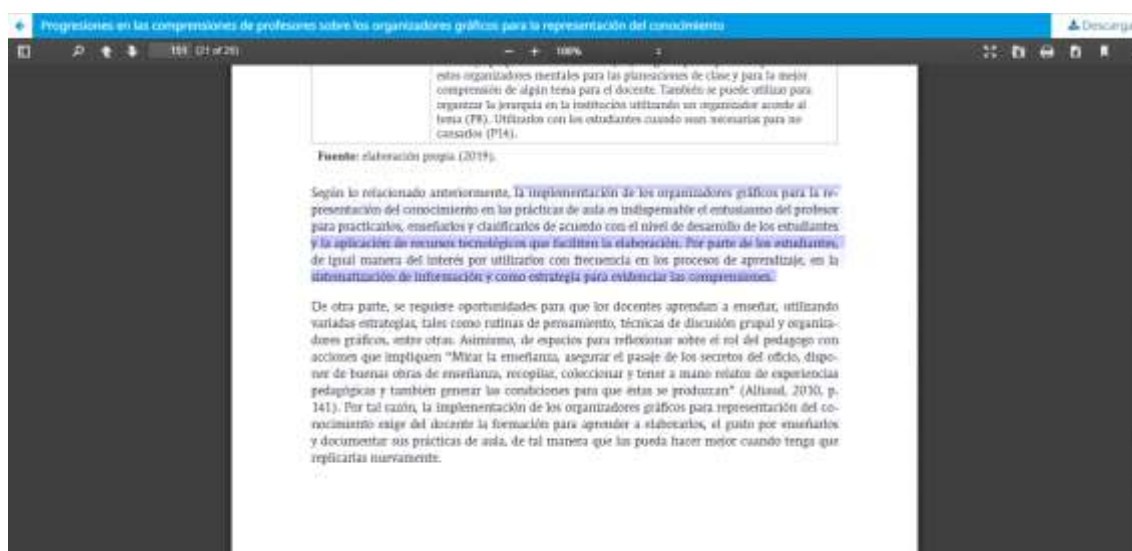 Progresiones en las comprensiones de profesores sobre los organizadores gráficos para la representación del conocimiento
Descarga
191 (21 of 26)
100%
estos organizadores mentales para las planeaciones de clase y para la mejor
comprensión de algún tema para el docente. También se puede utilizar para
organizar la jerarquía en la institución utilizando un organizador acorde al
tema (P8). Utilizarlos con los estudiantes cuando sean necesarias para no
cansarlos (P14).
Fuente: elaboración propia (2019).
Según lo relacionado anteriormente, la implementación de los organizadores gráficos para la re-
presentación del conocimiento en las prácticas de aula es indispensable el entusiasmo del profesor
para practicarlos, enseñarlos y clasificarlos de acuerdo con el nivel de desarrollo de los estudiantes
y la aplicación de recursos tecnológicos que faciliten la elaboración. Por parte de los estudiantes,
de igual manera del interés por utilizarlos con frecuencia en los procesos de aprendizaje, en la
sistematización de información y como estrategia para evidenciar las comprensiones.
De otra parte, se requiere oportunidades para que los docentes aprendan a enseñar, utilizando
variadas estrategias, tales como rutinas de pensamiento, técnicas de discusión grupal y organiza-
dores gráficos, entre otras. Asimismo, de espacios para reflexionar sobre el rol del pedagogo con
acciones que impliquen "Mirar la enseñanza, asegurar el pasaje de los secretos del oficio, dispo-
ner de buenas obras de enseñanza, recopilar, coleccionar y tener a mano relatos de experiencias
pedagógicas y también generar las condiciones para que éstas se produzcan" (Alliaud, 2010, p.
141). Por tal razón, la implementación de los organizadores gráficos para representación del co-
nocimiento exige del docente la formación para aprender a elaborarlos, el gusto por enseñarlos
y documentar sus prácticas de aula, de tal manera que las pueda hacer mejor cuando tenga que
replicarlas nuevamente.